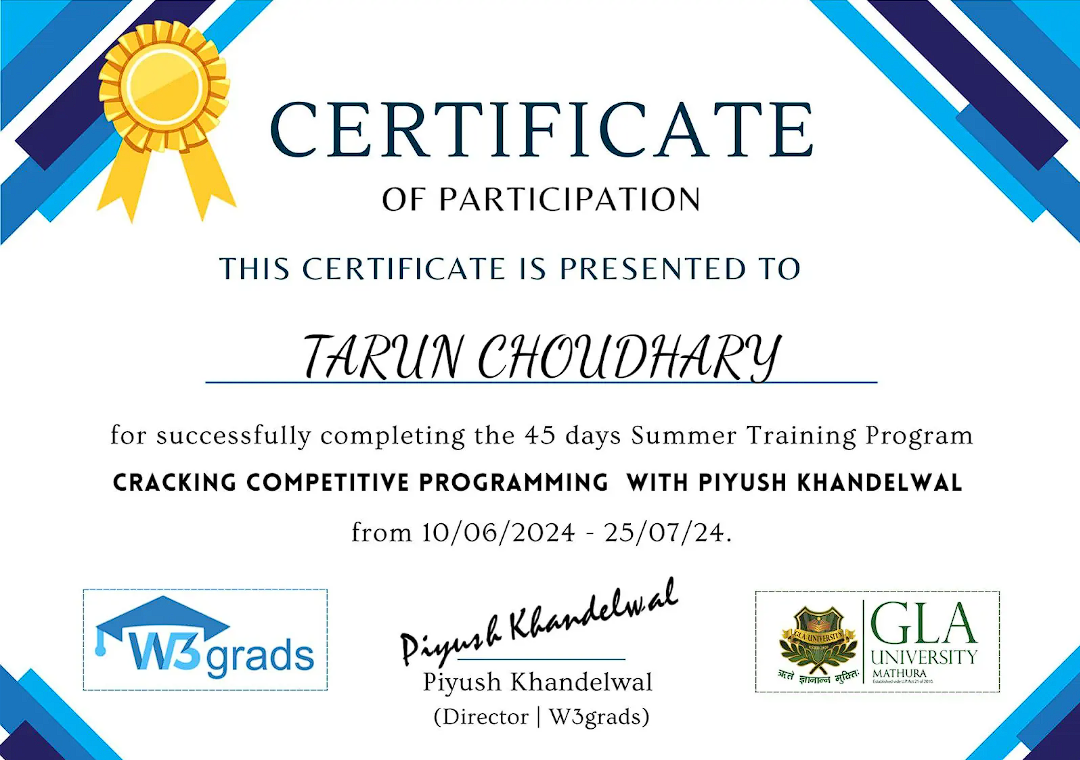 CERTIFICATE
OF PARTICIPATION
THIS CERTIFICATE IS PRESENTED TO
TARUN CHOUDHARY
for successfully completing the 45 days Summer Training Program
CRACKING COMPETITIVE PROGRAMMING WITH PIYUSH KHANDELWAL
from 10/06/2024 - 25/07/24.
W3grads
Piyush Khandelwal
Piyush Khandelwal
(Director | W3grads)
GLA UNIVERSITY
ऋते ज्ञानान्न मुक्तिः
GLA
UNIVERSITY
MATHURA